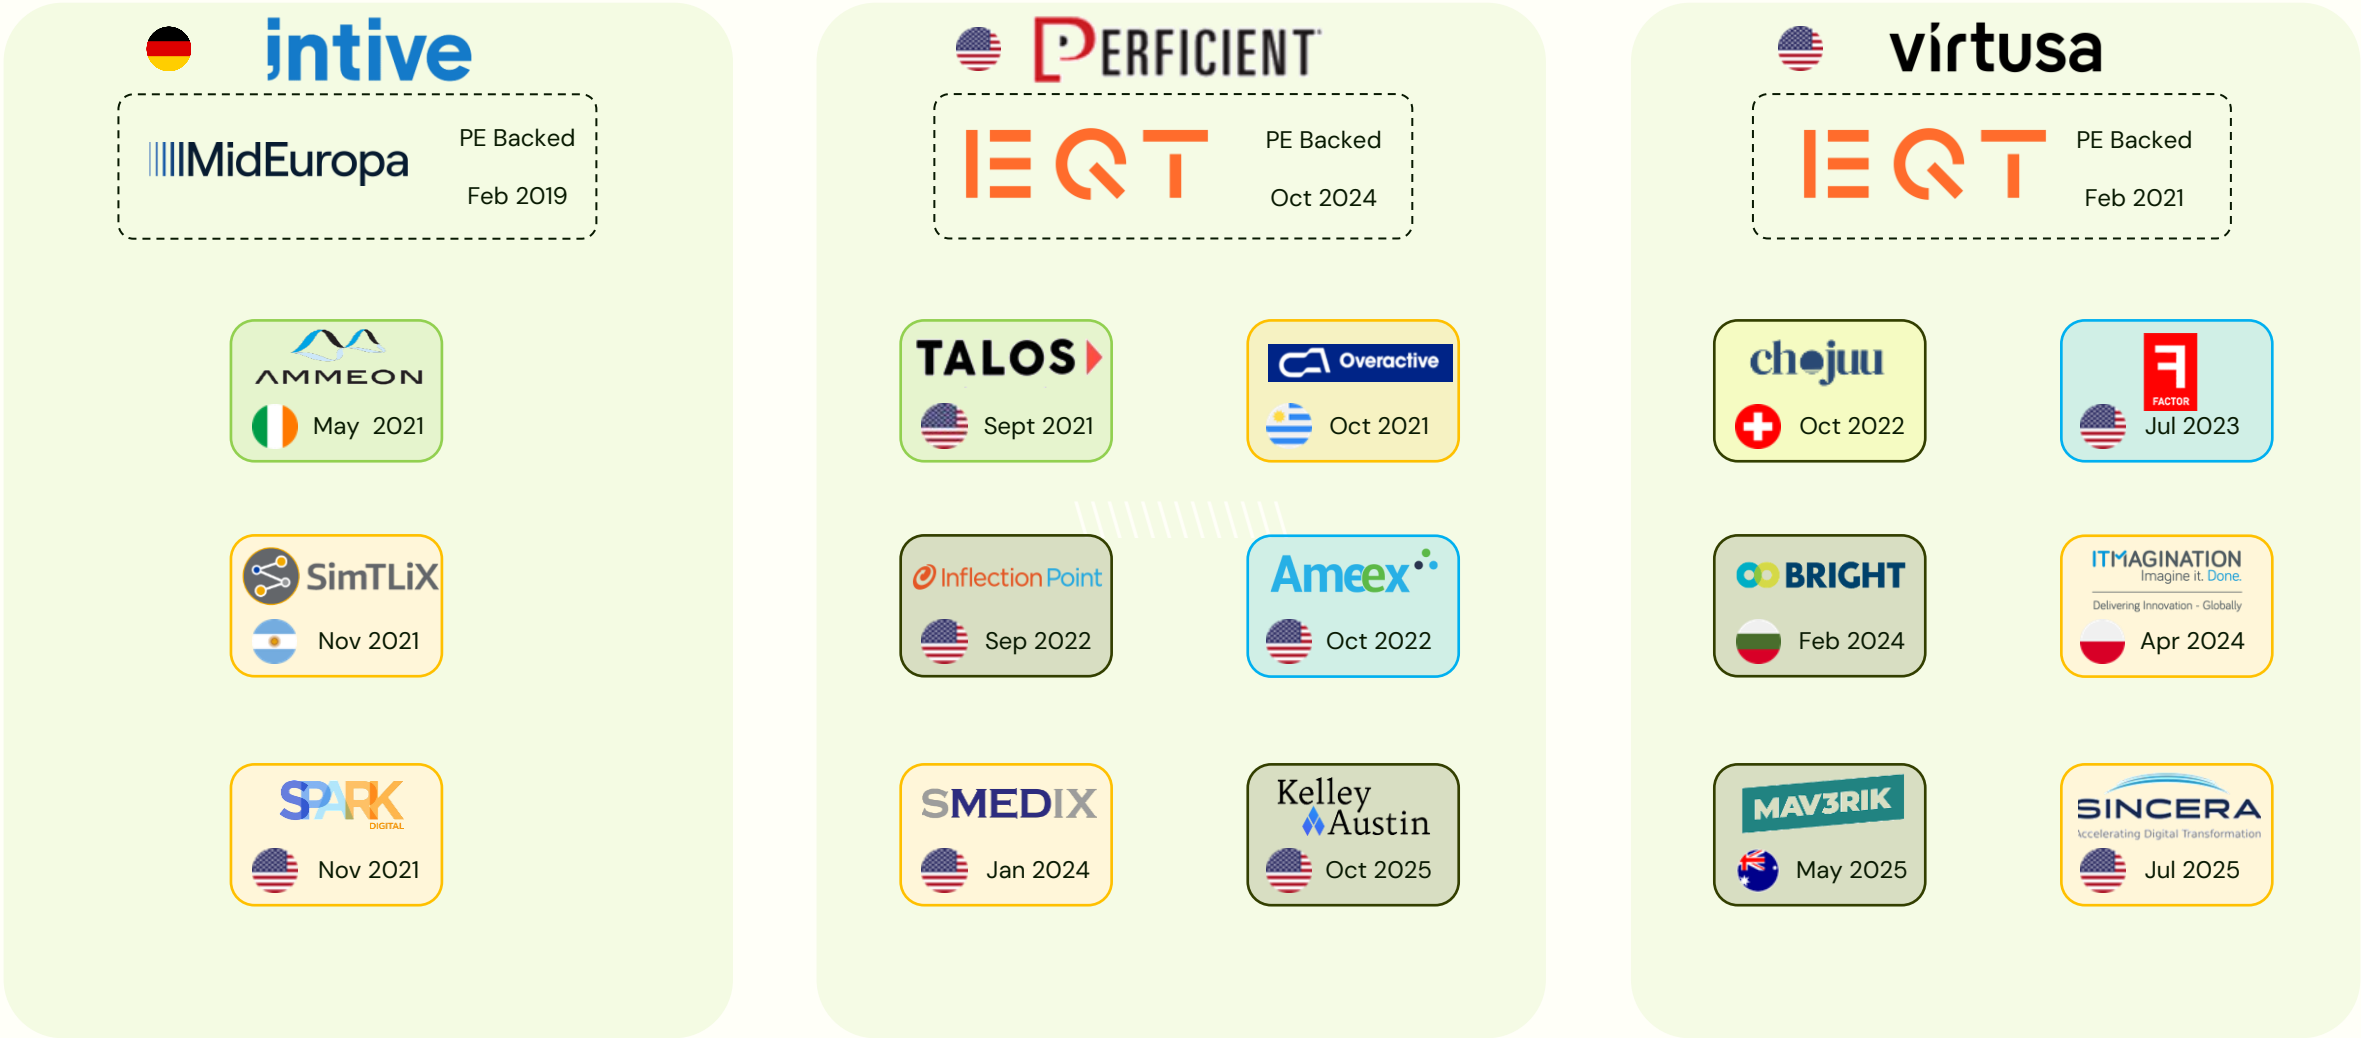 intive
MidEuropa
PE Backed
Feb 2019
AMMEON
May 2021
SimTLiX
Nov 2021
SPARK
DIGITAL
Nov 2021
PERFICIENT
EQT
PE Backed
Oct 2024
TALOS
Sept 2021
Overactive
Oct 2021
Inflection Point
Sep 2022
Ameex
Oct 2022
SMEDIX
Jan 2024
Kelley
Austin
Oct 2025
virtusa
EQT
PE Backed
Feb 2021
chojuu
Oct 2022
F
FACTOR
Jul 2023
BRIGHT
Feb 2024
ITMAGINATION
Imagine it. Done.
Delivering Innovation - Globally
Apr 2024
MAV3RIK
May 2025
SINCERA
Accelerating Digital Transformation
Jul 2025